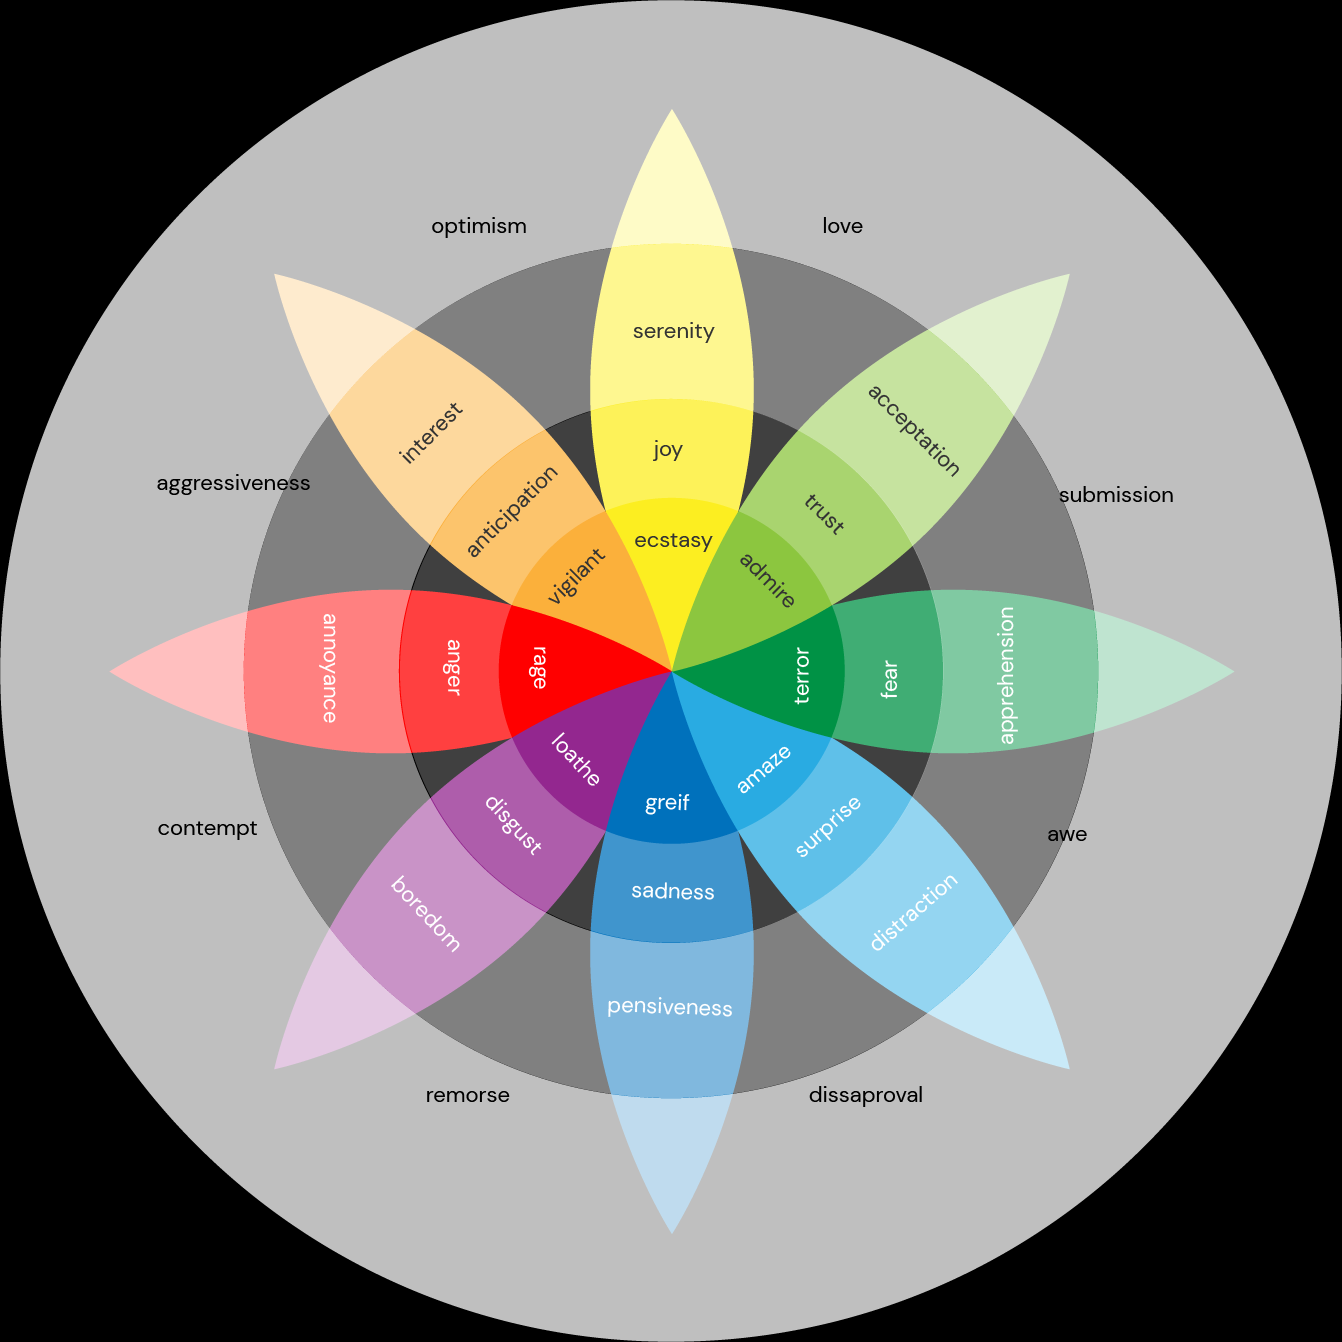 optimism
love
serenity
interest
acceptation
joy
aggressiveness
anticipation
trust
submission
ecstasy
vigilant
admire
annoyance
anger
rage
terror
fear
apprehension
loathe
amaze
greif
disgust
surprise
contempt
awe
sadness
boredom
distraction
pensiveness
remorse
dissaproval